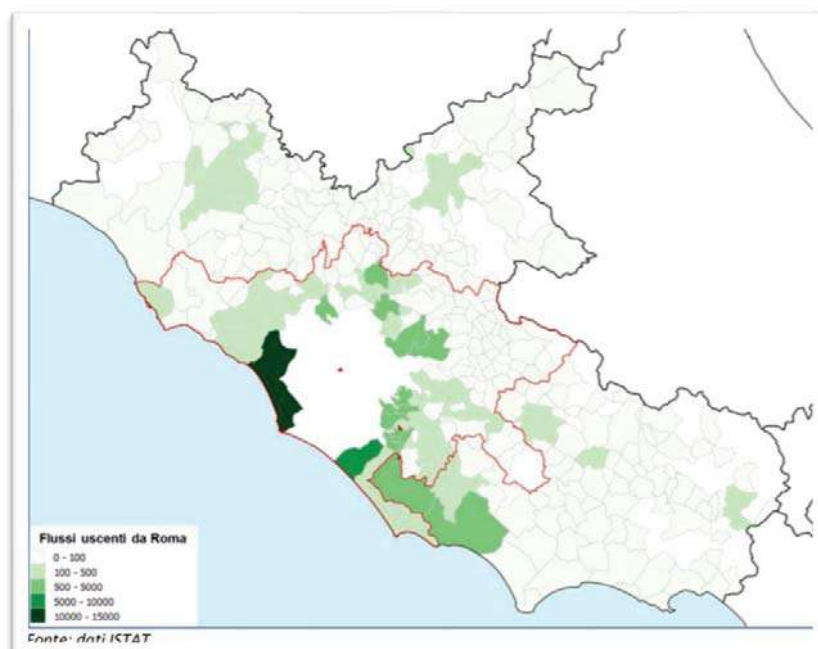 Flussi uscenti da Roma
0 - 100
100 - 500
500 - 5000
5000 - 10000
10000 - 15000
Fonte: dati ISTAT